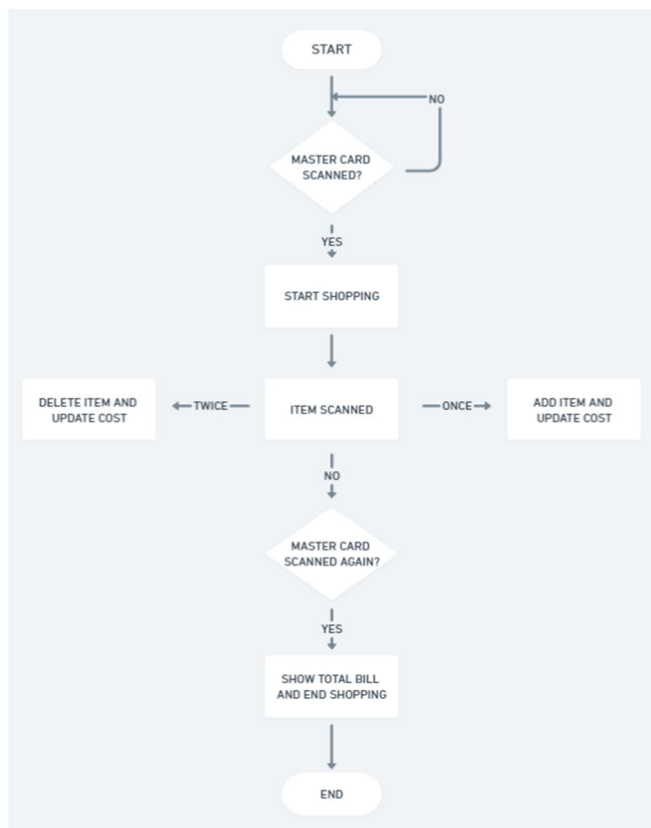 START
NO
MASTER CARD
SCANNED?
YES
START SHOPPING
DELETE ITEM AND
UPDATE COST
TWICE
ITEM SCANNED
ONCE
ADD ITEM AND
UPDATE COST
NO
MASTER CARD
SCANNED AGAIN?
YES
SHOW TOTAL BILL
AND END SHOPPING
END